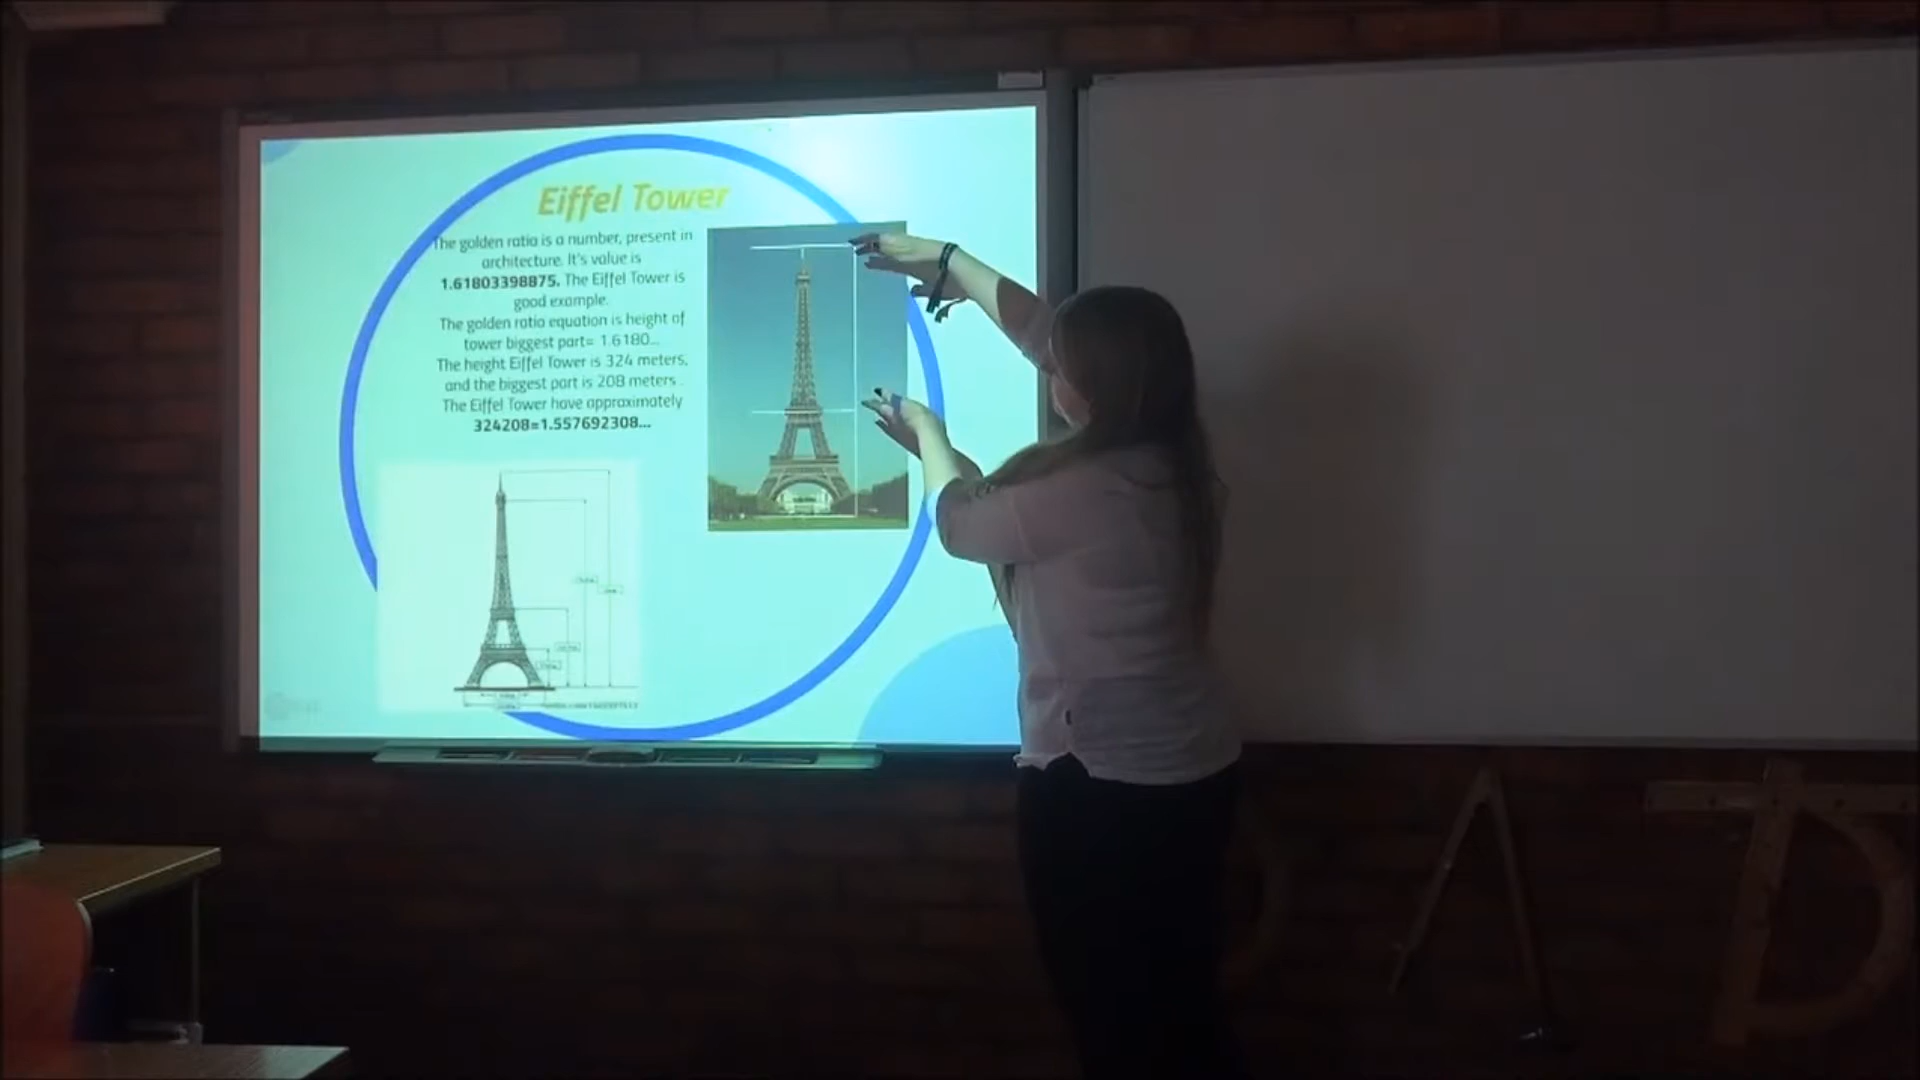 Eiffel Tower
The golden ratio is a number, present in
architecture. It's value is
1.61803398875. The Eiffel Tower is
good example.
The golden ratio equation is height of
tower biggest part= 1.6180...
The height Eiffel Tower is 324 meters,
and the biggest part is 208 meters .
The Eiffel Tower have appraximately
324208=1.557692308...